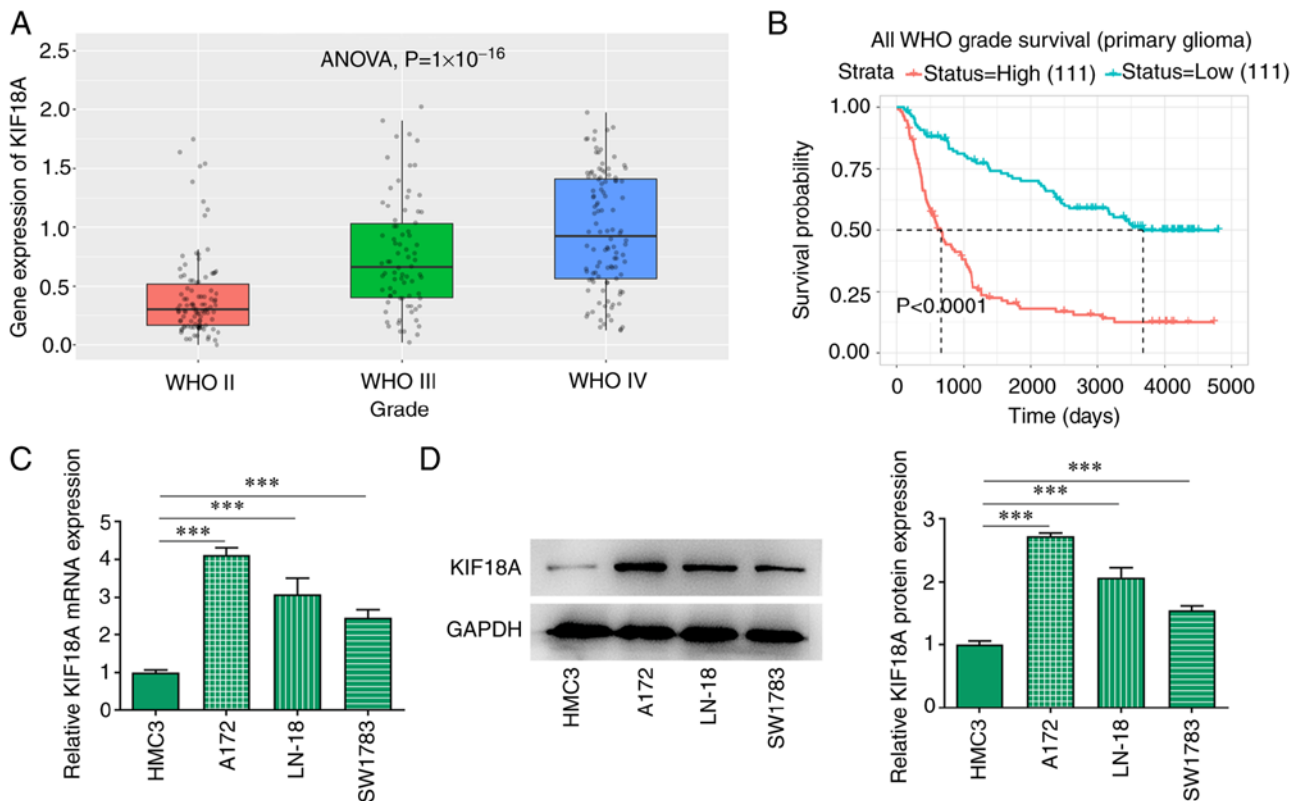 A
ANOVA, P=1×10⁻¹⁶
Gene expression of KIF18A
2.5
2.0
1.5
1.0
0.5
0.0
WHO II WHO III WHO IV
Grade
B
All WHO grade survival (primary glioma)
Strata Status=High (111) Status=Low (111)
Survival probability
1.00
0.75
0.50
0.25
0.00
P<0.0001
0 1000 2000 3000 4000 5000
Time (days)
C
Relative KIF18A mRNA expression
5
4
3
2
1
0
***
***
***
HMC3 A172 LN-18 SW1783
D
KIF18A
GAPDH
HMC3 A172 LN-18 SW1783
Relative KIF18A protein expression
3
2
1
0
***
***
***
HMC3 A172 LN-18 SW1783